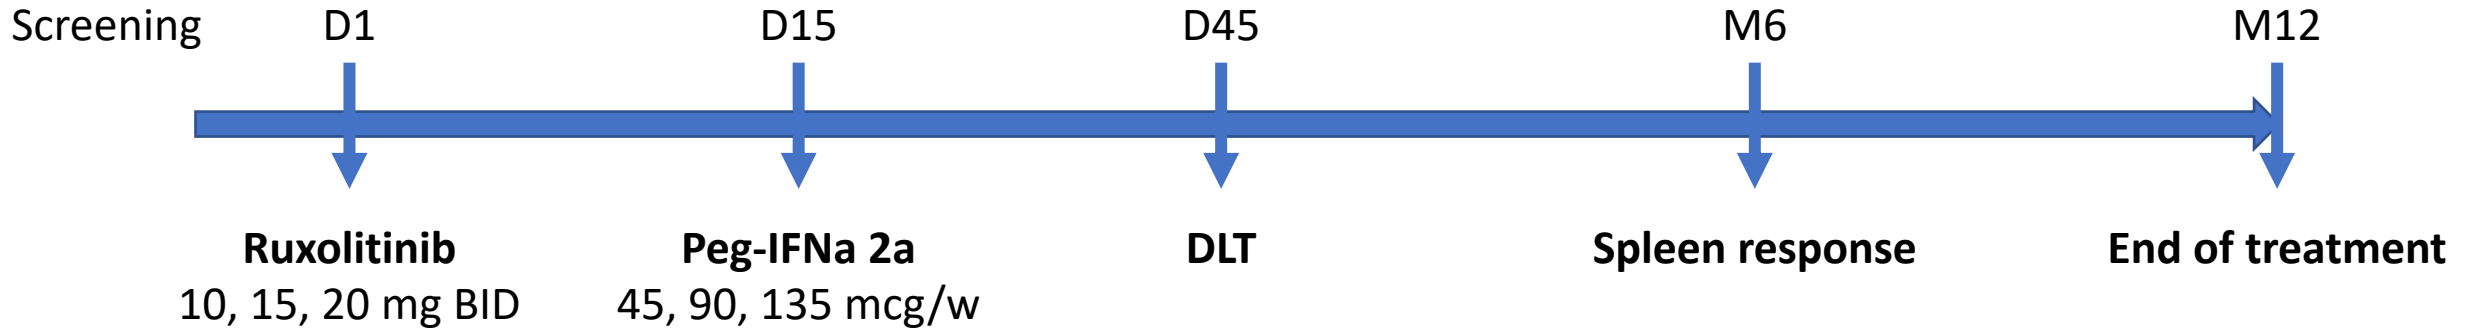 Screening D1 D15 D45 M6 M12
Ruxolitinib Peg-IFNa 2a DLT Spleen response End of treatment
10, 15, 20 mg BID 45, 90, 135 mcg/w